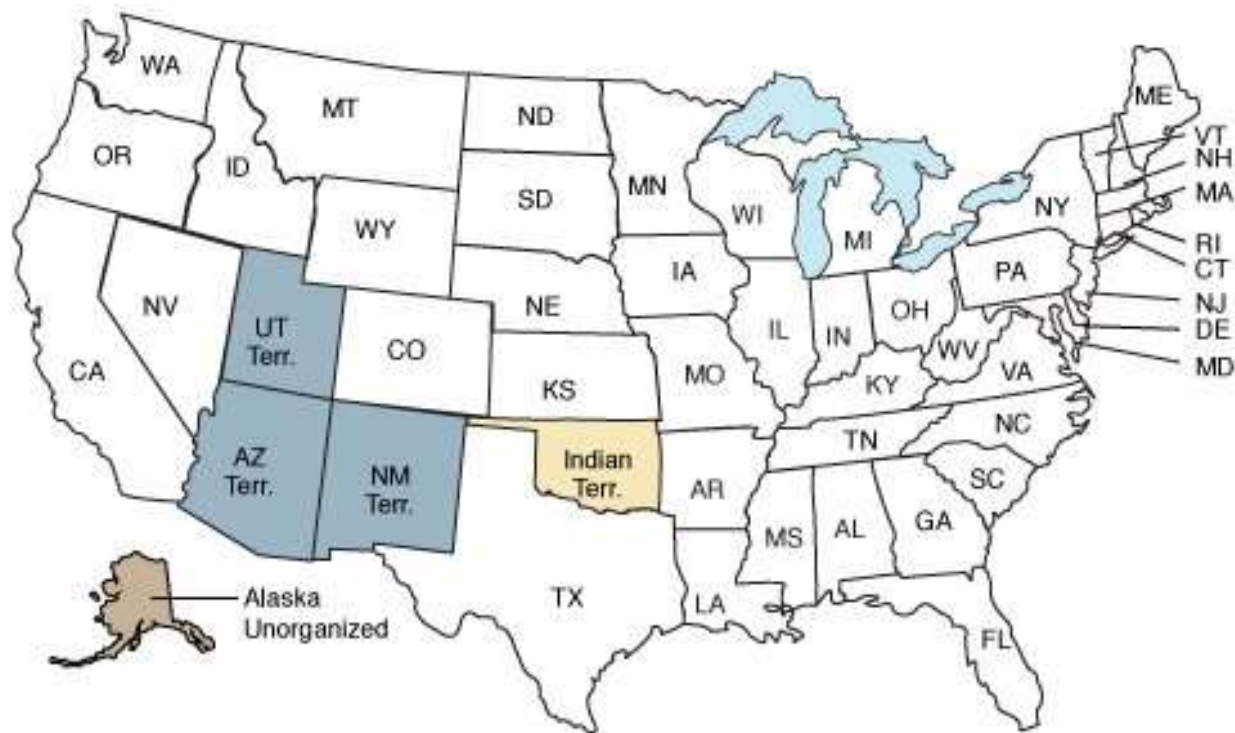 WA
MT
ND
ME
OR
ID
MN
VT
NH
SD
WI
NY
MA
WY
MI
RI
CT
IA
PA
NV
NE
NJ
OH
UT
Terr.
IL
IN
DE
CO
WV
MD
CA
MO
VA
KS
KY
NC
TN
AZ
Terr.
Indian
Terr.
NM
Terr.
SC
AR
GA
MS
AL
TX
LA
Alaska
Unorganized
FL